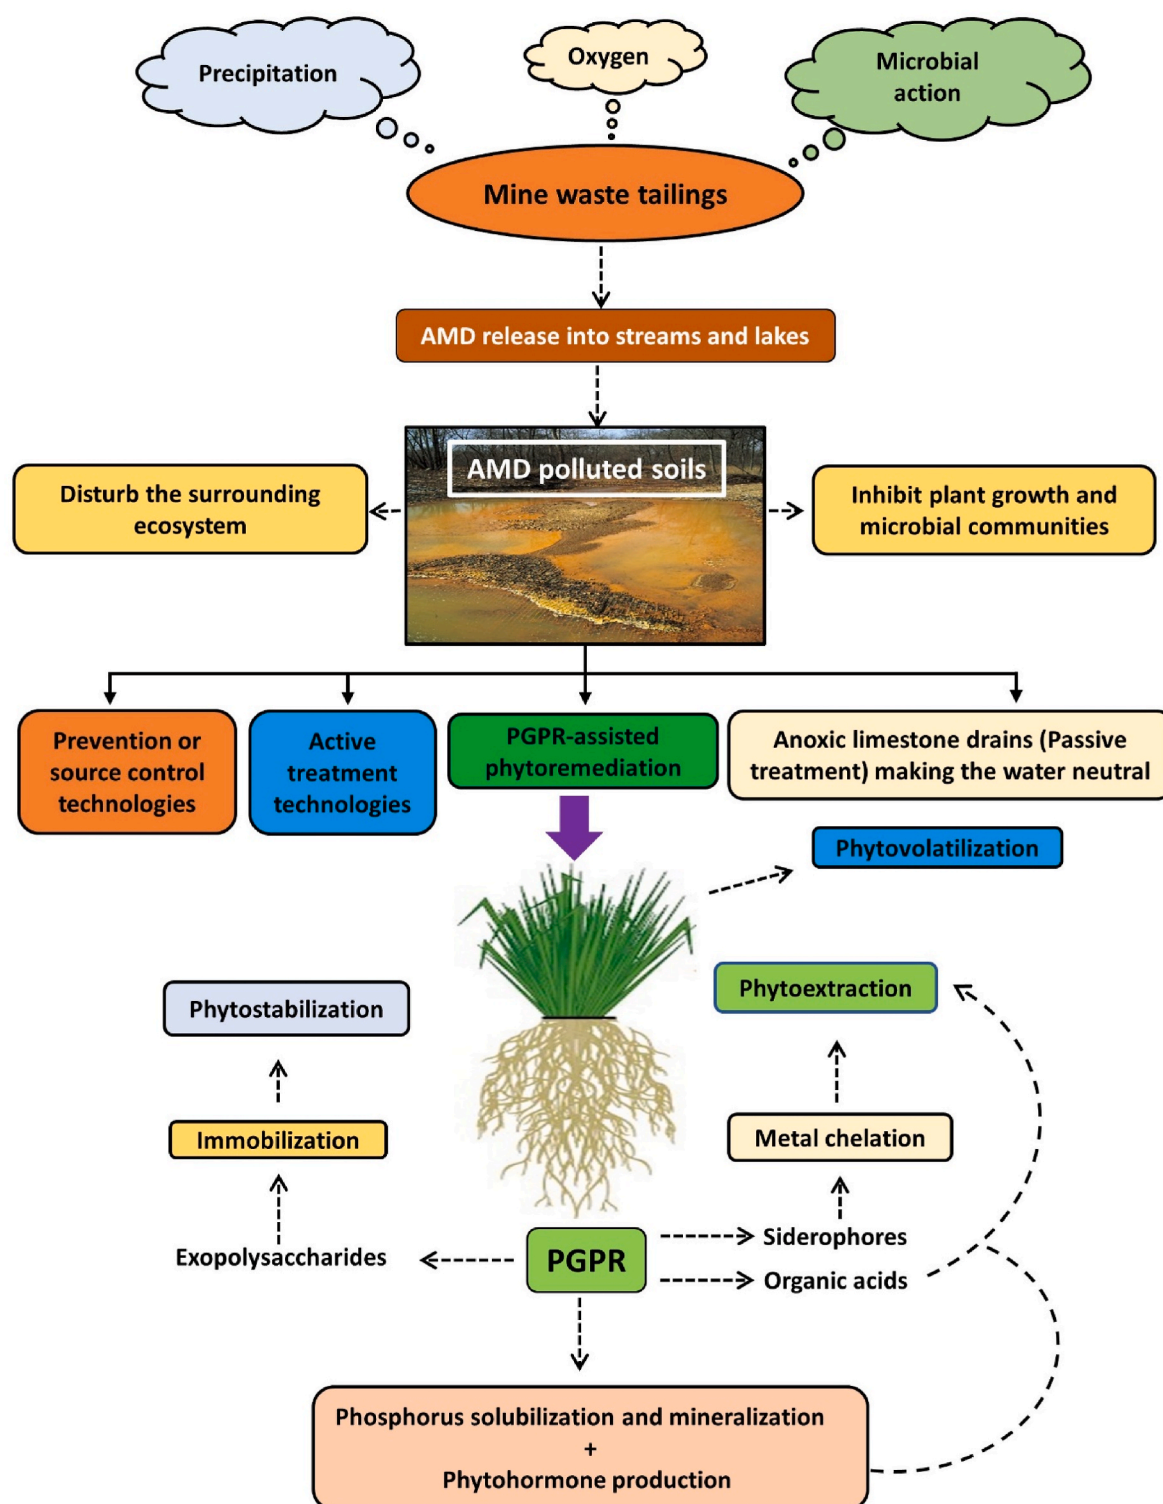 Precipitation
Oxygen
Microbial
action
Mine waste tailings
AMD release into streams and lakes
AMD polluted soils
Disturb the surrounding
ecosystem
Inhibit plant growth and
microbial communities
Prevention or
source control
technologies
Active
treatment
technologies
PGPR-assisted
phytoremediation
Anoxic limestone drains (Passive
treatment) making the water neutral
Phytovolatilization
Phytostabilization
Phytoextraction
Immobilization
Metal chelation
Exopolysaccharides
PGPR
Siderophores
Organic acids
Phosphorus solubilization and mineralization
+
Phytohormone production